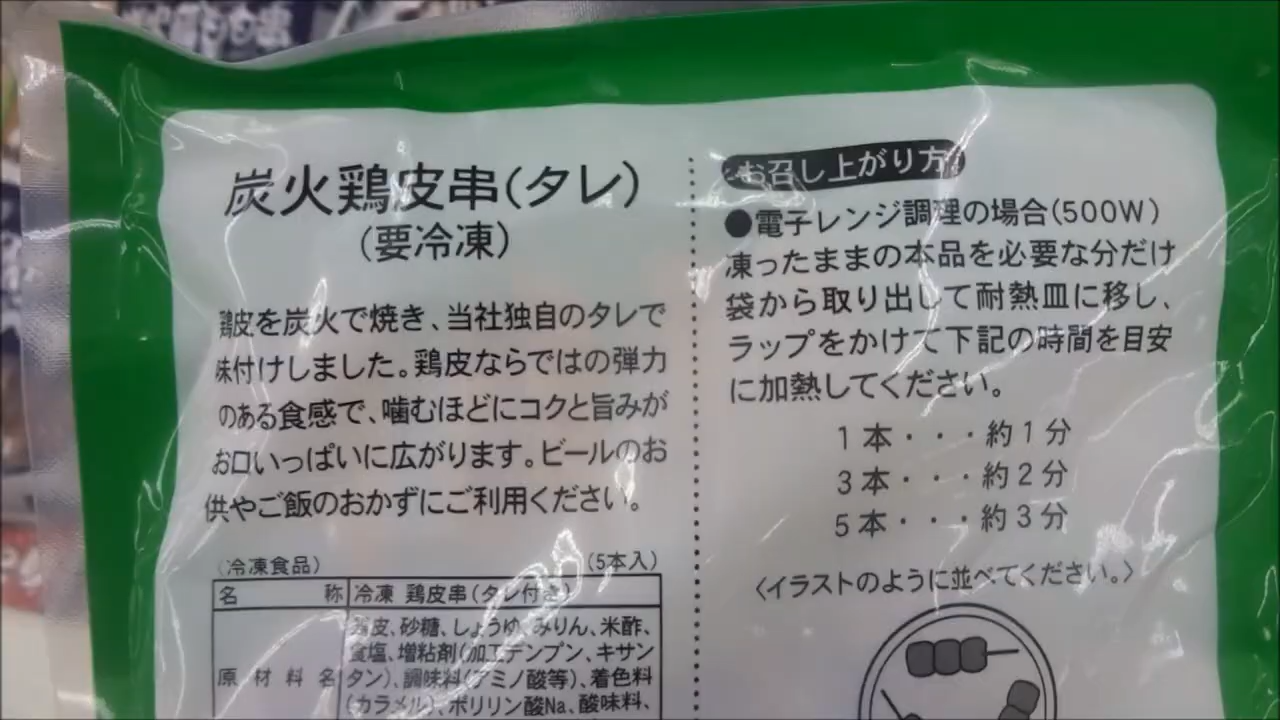 炭火鶏皮串(タレ)
(要冷凍)
鶏皮を炭火で焼き、当社独自のタレで
味付けしました。鶏皮ならではの弾力
のある食感で、噛むほどにコクと旨みが
お口いっぱいに広がります。ビールのお
供やご飯のおかずにご利用ください。
(冷凍食品) (5本入)
名 称 冷凍 鶏皮串(タレ付き)
原材料名
鶏皮、砂糖、しょうゆ、みりん、米酢、
食塩、増粘剤(加工デンプン、キサン
タン)、調味料(アミノ酸等)、着色料
(カラメル)、ポリリン酸Na、酸味料、
お召し上がり方
●電子レンジ調理の場合(500W)
凍ったままの本品を必要な分だけ
袋から取り出して耐熱皿に移し、
ラップをかけて下記の時間を目安
に加熱してください。
1本・・・約1分
3本・・・約2分
5本・・・約3分
〈イラストのように並べてください。〉